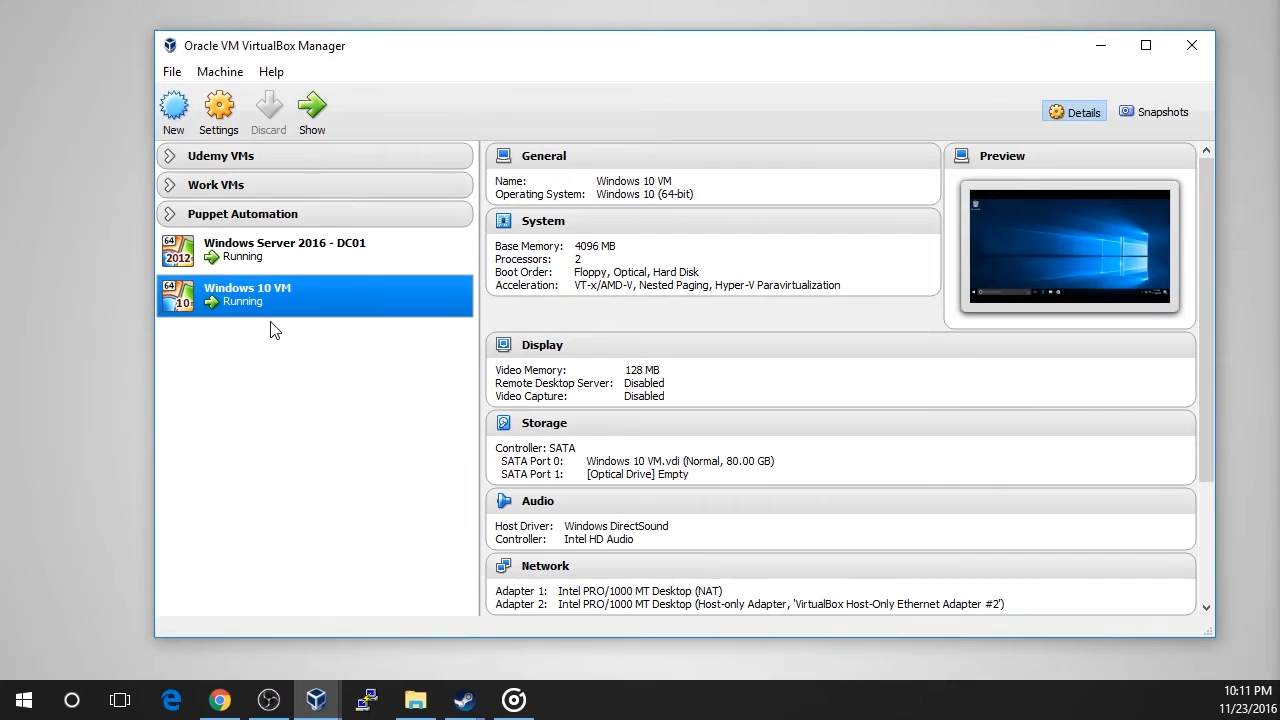 Oracle VM VirtualBox Manager
File Machine Help
New Settings Discard Show
Details Snapshots
Udemy VMs
Work VMs
Puppet Automation
64
2012
Windows Server 2016 - DC01
Running
64
10
Windows 10 VM
Running
General
Name: Windows 10 VM
Operating System: Windows 10 (64-bit)
System
Base Memory: 4096 MB
Processors: 2
Boot Order: Floppy, Optical, Hard Disk
Acceleration: VT-x/AMD-V, Nested Paging, Hyper-V Paravirtualization
Preview
Display
Video Memory: 128 MB
Remote Desktop Server: Disabled
Video Capture: Disabled
Storage
Controller: SATA
SATA Port 0: Windows 10 VM.vdi (Normal, 80.00 GB)
SATA Port 1: [Optical Drive] Empty
Audio
Host Driver: Windows DirectSound
Controller: Intel HD Audio
Network
Adapter 1: Intel PRO/1000 MT Desktop (NAT)
Adapter 2: Intel PRO/1000 MT Desktop (Host-only Adapter, 'VirtualBox Host-Only Ethernet Adapter #2')
10:11 PM
11/23/2016